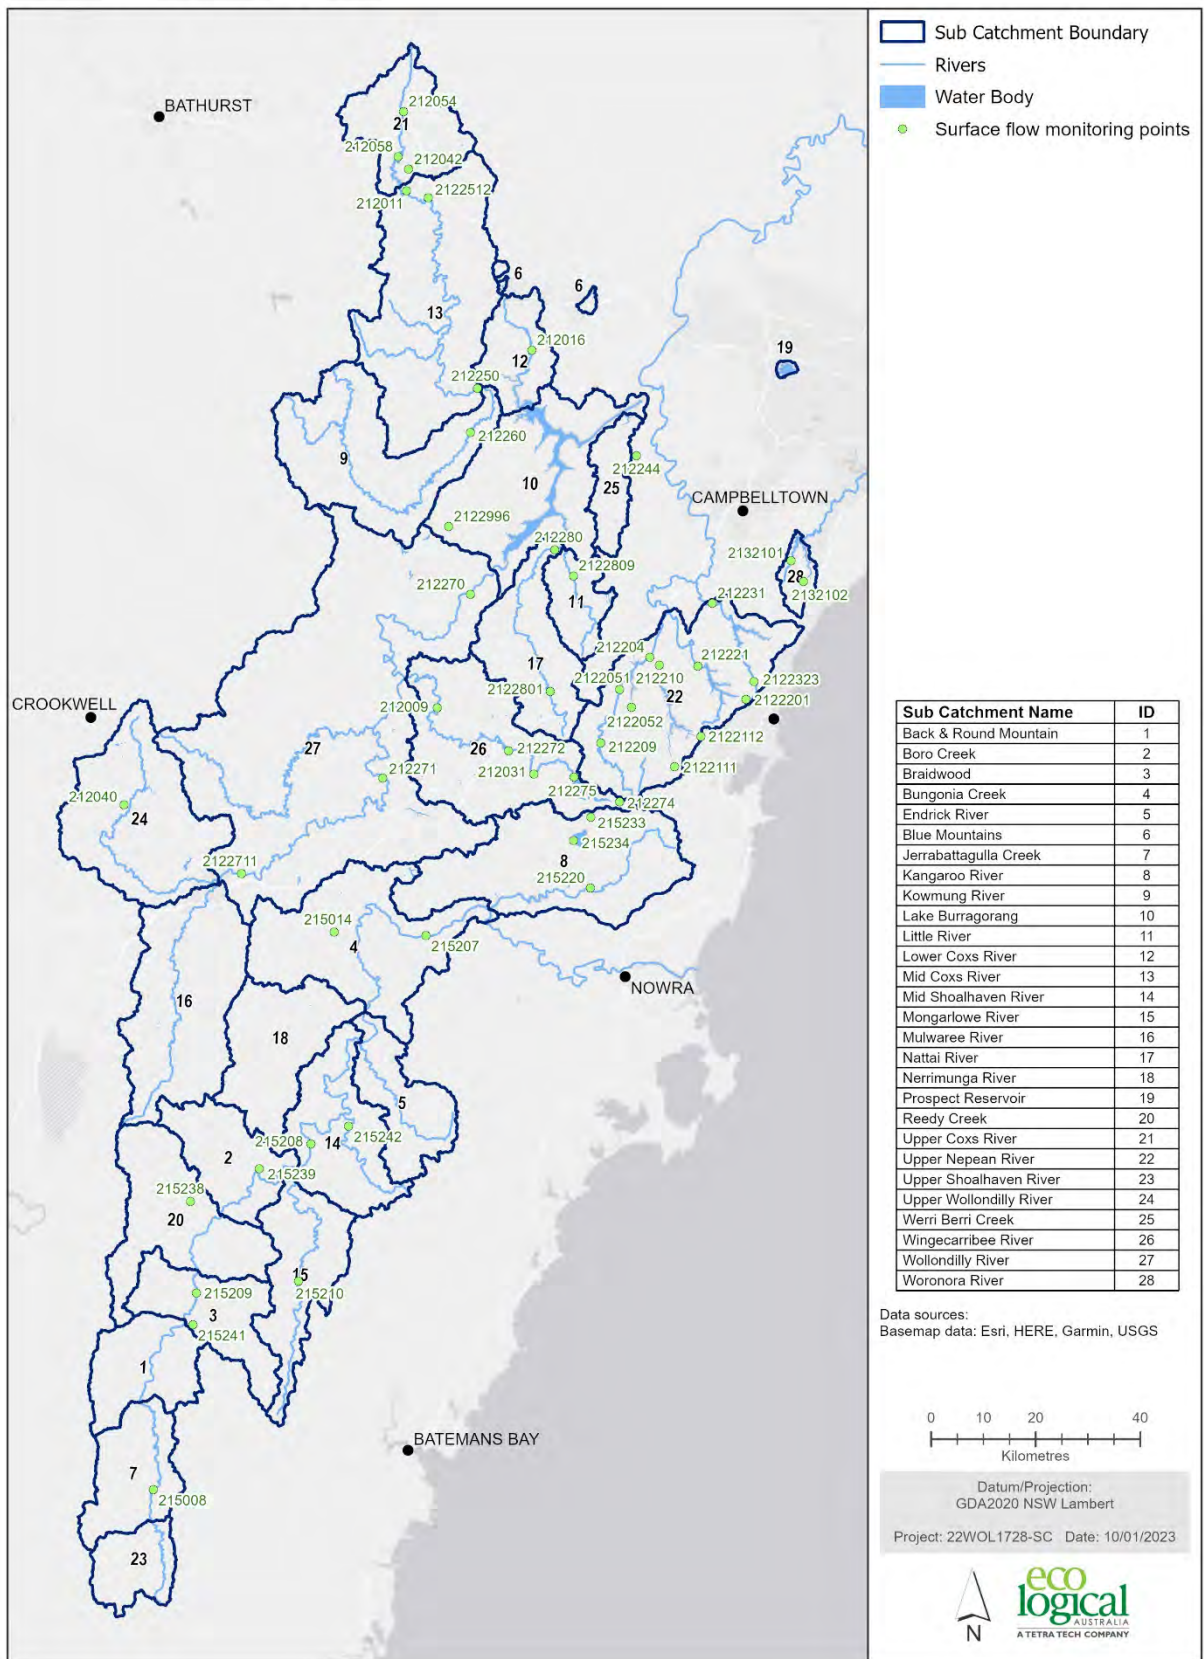 BATHURST
212054
21
212058
212042
212011
2122512
6
6
13
212016
12
19
212250
212260
9
212244
10
25
CAMPBELLTOWN
2122996
212280
2132101
2122809
28
212270
2132102
11
212231
212204
212221
17
2122051
212210
2122323
2122801
22
CROOKWELL
212009
2122201
2122052
27
26
2122112
212272
212209
212271
212031
2122111
212040
212275
24
212274
215233
215234
8
2122711
215220
215014
4
215207
NOWRA
16
18
5
215208
14
215242
2
215239
215238
20
15
215209
215210
3
215241
1
BATEMANS BAY
7
215008
23
Sub Catchment Boundary
Rivers
Water Body
Surface flow monitoring points
Sub Catchment Name ID
Back & Round Mountain 1
Boro Creek 2
Braidwood 3
Bungonia Creek 4
Endrick River 5
Blue Mountains 6
Jerrabattagulla Creek 7
Kangaroo River 8
Kowmung River 9
Lake Burragorang 10
Little River 11
Lower Coxs River 12
Mid Coxs River 13
Mid Shoalhaven River 14
Mongarlowe River 15
Mulwaree River 16
Nattai River 17
Nerrimunga River 18
Prospect Reservoir 19
Reedy Creek 20
Upper Coxs River 21
Upper Nepean River 22
Upper Shoalhaven River 23
Upper Wollondilly River 24
Werri Berri Creek 25
Wingecarribee River 26
Wollondilly River 27
Woronora River 28
Data sources:
Basemap data: Esri, HERE, Garmin, USGS
0 10 20 40
Kilometres
Datum/Projection:
GDA2020 NSW Lambert
Project: 22WOL1728-SC Date: 10/01/2023
N
eco
logical
AUSTRALIA
A TETRA TECH COMPANY